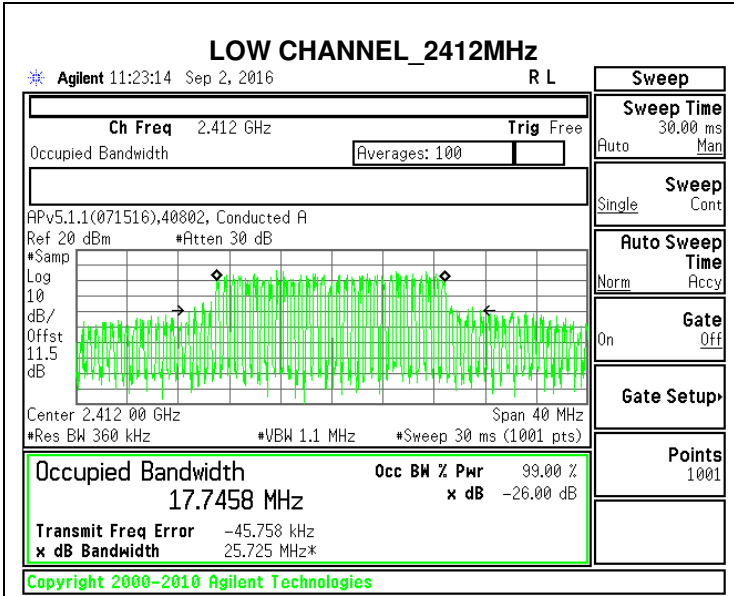 LOW CHANNEL_2412MHz
Agilent 11:23:14 Sep 2, 2016 R L
Ch Freq 2.412 GHz Trig Free
Occupied Bandwidth Averages: 100
APv5.1.1(071516),40802, Conducted A
Ref 20 dBm #Atten 30 dB
#Samp
Log
10
dB/
Offst
11.5
dB
Center 2.412 00 GHz Span 40 MHz
#Res BW 360 kHz #VBW 1.1 MHz #Sweep 30 ms (1001 pts)
Occupied Bandwidth Occ BW % Pwr 99.00 %
17.7458 MHz x dB -26.00 dB
Transmit Freq Error -45.758 kHz
x dB Bandwidth 25.725 MHz*
Copyright 2000-2010 Agilent Technologies
Sweep
Sweep Time
30.00 ms
Auto Man
Sweep
Single Cont
Auto Sweep
Time
Norm Accy
Gate
On Off
Gate Setup▸
Points
1001